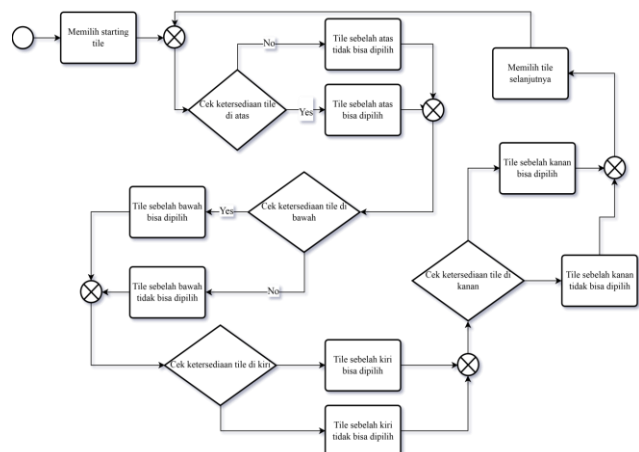 Memilih starting
tile
No
Tile sebelah atas
tidak bisa dipilih
Cek ketersediaan tile
di atas
Yes
Tile sebelah atas
bisa dipilih
Memilih tile
selanjutnya
Tile sebelah kanan
bisa dipilih
Tile sebelah bawah
bisa dipilih
Yes
Cek ketersediaan tile di
bawah
Cek ketersediaan tile di
kanan
Tile sebelah kanan
tidak bisa dipilih
Tile sebelah bawah
tidak bisa dipilih
No
Cek ketersediaan tile di kiri
Tile sebelah kiri
bisa dipilih
Tile sebelah kiri
tidak bisa dipilih